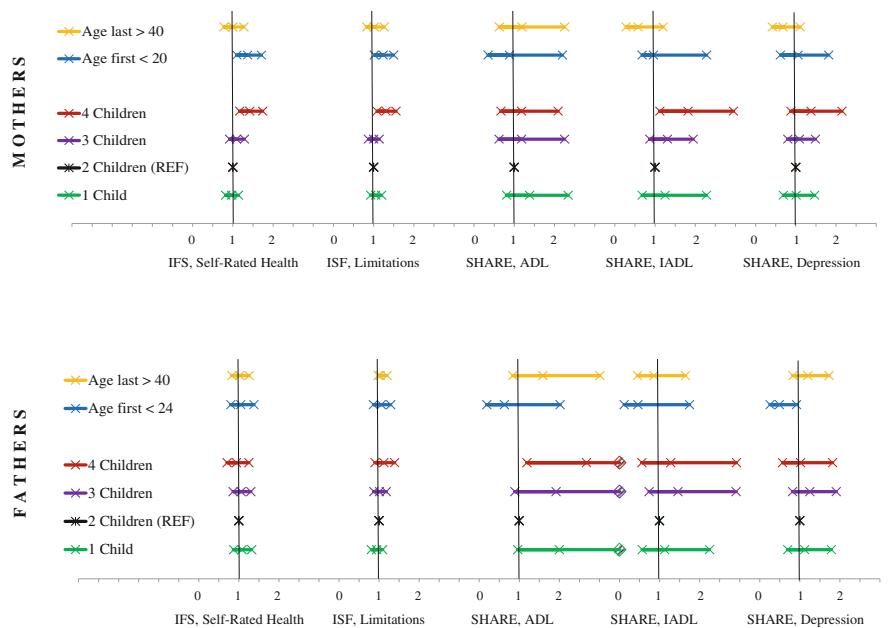 MOTHERS
Age last > 40
Age first < 20
4 Children
3 Children
2 Children (REF)
1 Child
0 1 2 0 1 2 0 1 2 0 1 2 0 1 2
IFS, Self-Rated Health ISF, Limitations SHARE, ADL SHARE, IADL SHARE, Depression
FATHERS
Age last > 40
Age first < 24
4 Children
3 Children
2 Children (REF)
1 Child
0 1 2 0 1 2 0 1 2 0 1 2 0 1 2
IFS, Self-Rated Health ISF, Limitations SHARE, ADL SHARE, IADL SHARE, Depression